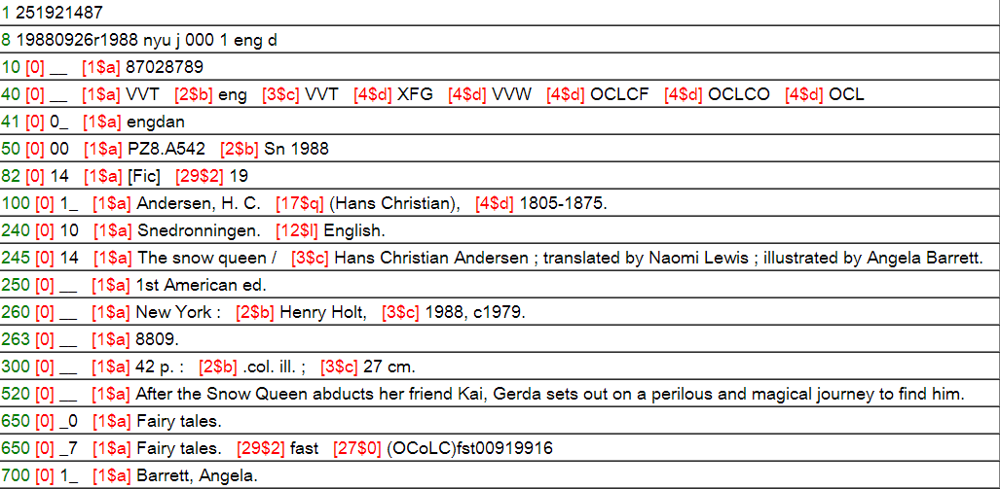 1 251921487
8 19880926r1988 nyu j 000 1 eng d
10 [0] __ [1$a] 87028789
40 [0] __ [1$a] VVT [2$b] eng [3$c] VVT [4$d] XFG [4$d] VVW [4$d] OCLCF [4$d] OCLCO [4$d] OCL
41 [0] 0_ [1$a] engdan
50 [0] 00 [1$a] PZ8.A542 [2$b] Sn 1988
82 [0] 14 [1$a] [Fic] [29$2] 19
100 [0] 1_ [1$a] Andersen, H. C. [17$q] (Hans Christian), [4$d] 1805-1875.
240 [0] 10 [1$a] Snedronningen. [12$l] English.
245 [0] 14 [1$a] The snow queen / [3$c] Hans Christian Andersen ; translated by Naomi Lewis ; illustrated by Angela Barrett.
250 [0] __ [1$a] 1st American ed.
260 [0] __ [1$a] New York : [2$b] Henry Holt, [3$c] 1988, c1979.
263 [0] __ [1$a] 8809.
300 [0] __ [1$a] 42 p. : [2$b] .col. ill. ; [3$c] 27 cm.
520 [0] __ [1$a] After the Snow Queen abducts her friend Kai, Gerda sets out on a perilous and magical journey to find him.
650 [0] _0 [1$a] Fairy tales.
650 [0] _7 [1$a] Fairy tales. [29$2] fast [27$0] (OCoLC)fst00919916
700 [0] 1_ [1$a] Barrett, Angela.